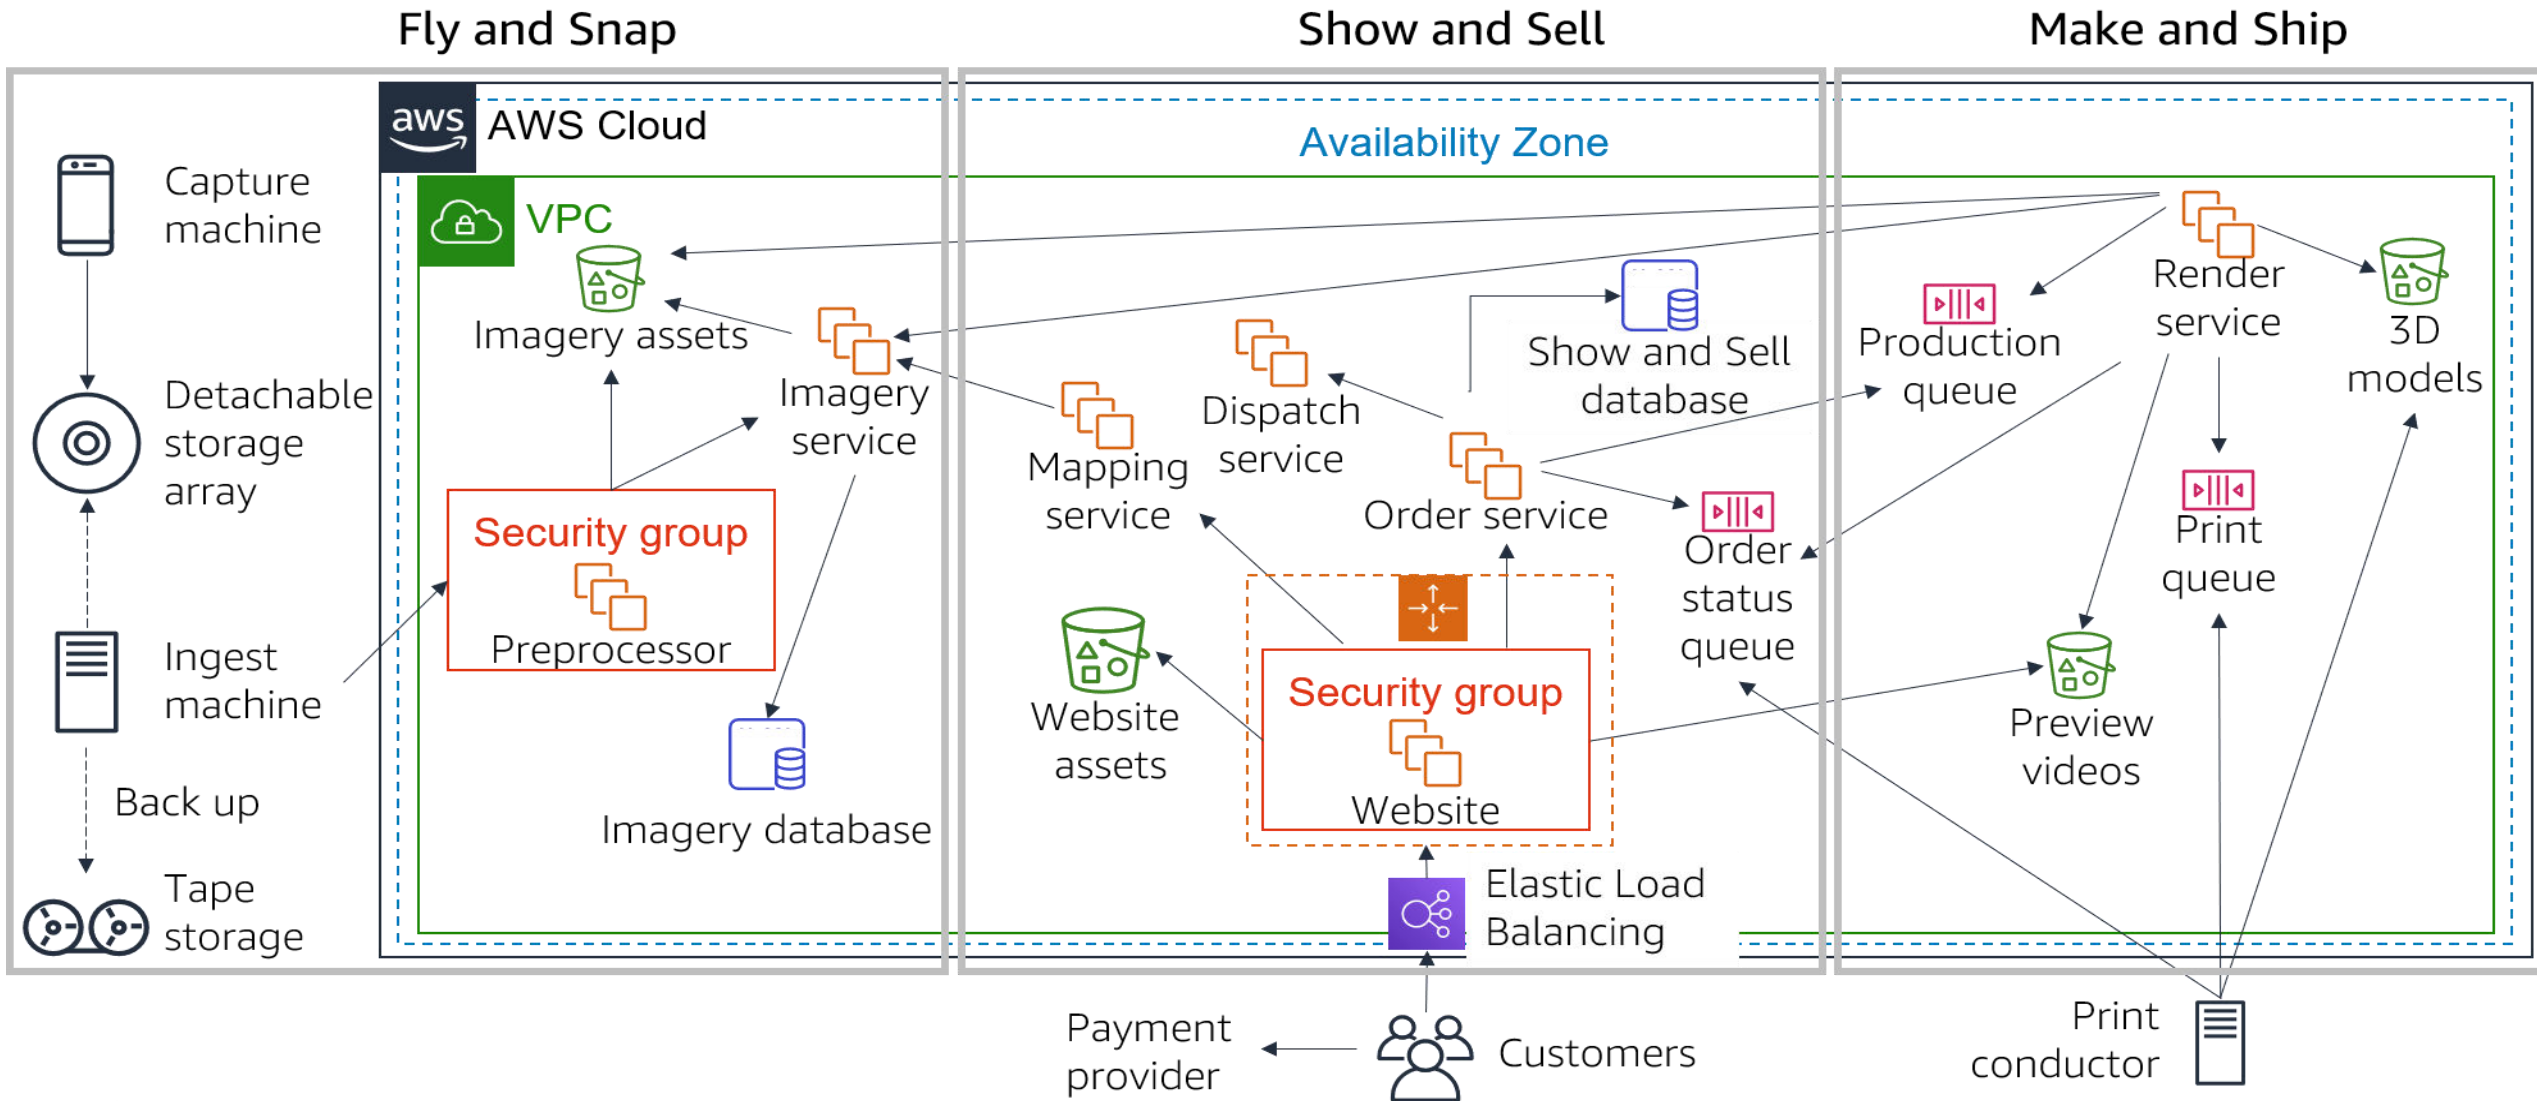 Fly and Snap
Show and Sell
Make and Ship
aws
AWS Cloud
Availability Zone
VPC
Capture
machine
Detachable
storage
array
Ingest
machine
Back up
Tape
storage
Imagery assets
Imagery
service
Security group
Preprocessor
Imagery database
Mapping
service
Dispatch
service
Show and Sell
database
Order service
Order
status
queue
Website
assets
Security group
Website
Elastic Load
Balancing
Payment
provider
Customers
Production
queue
Render
service
3D
models
Print
queue
Preview
videos
Print
conductor